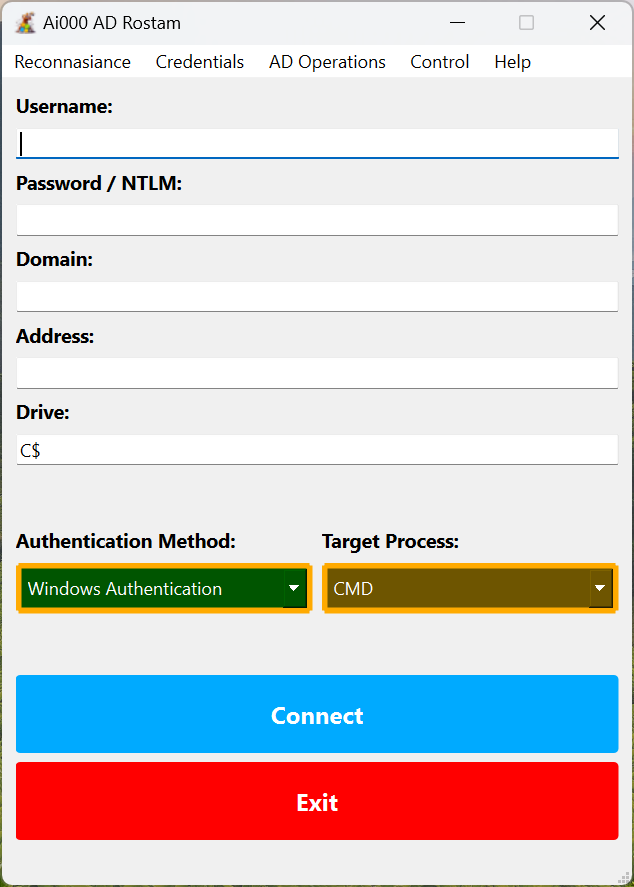 Ai000 AD Rostam
Reconnasiance Credentials AD Operations Control Help
Username:
Password / NTLM:
Domain:
Address:
Drive:
C$
Authentication Method: Target Process:
Windows Authentication CMD
Connect
Exit